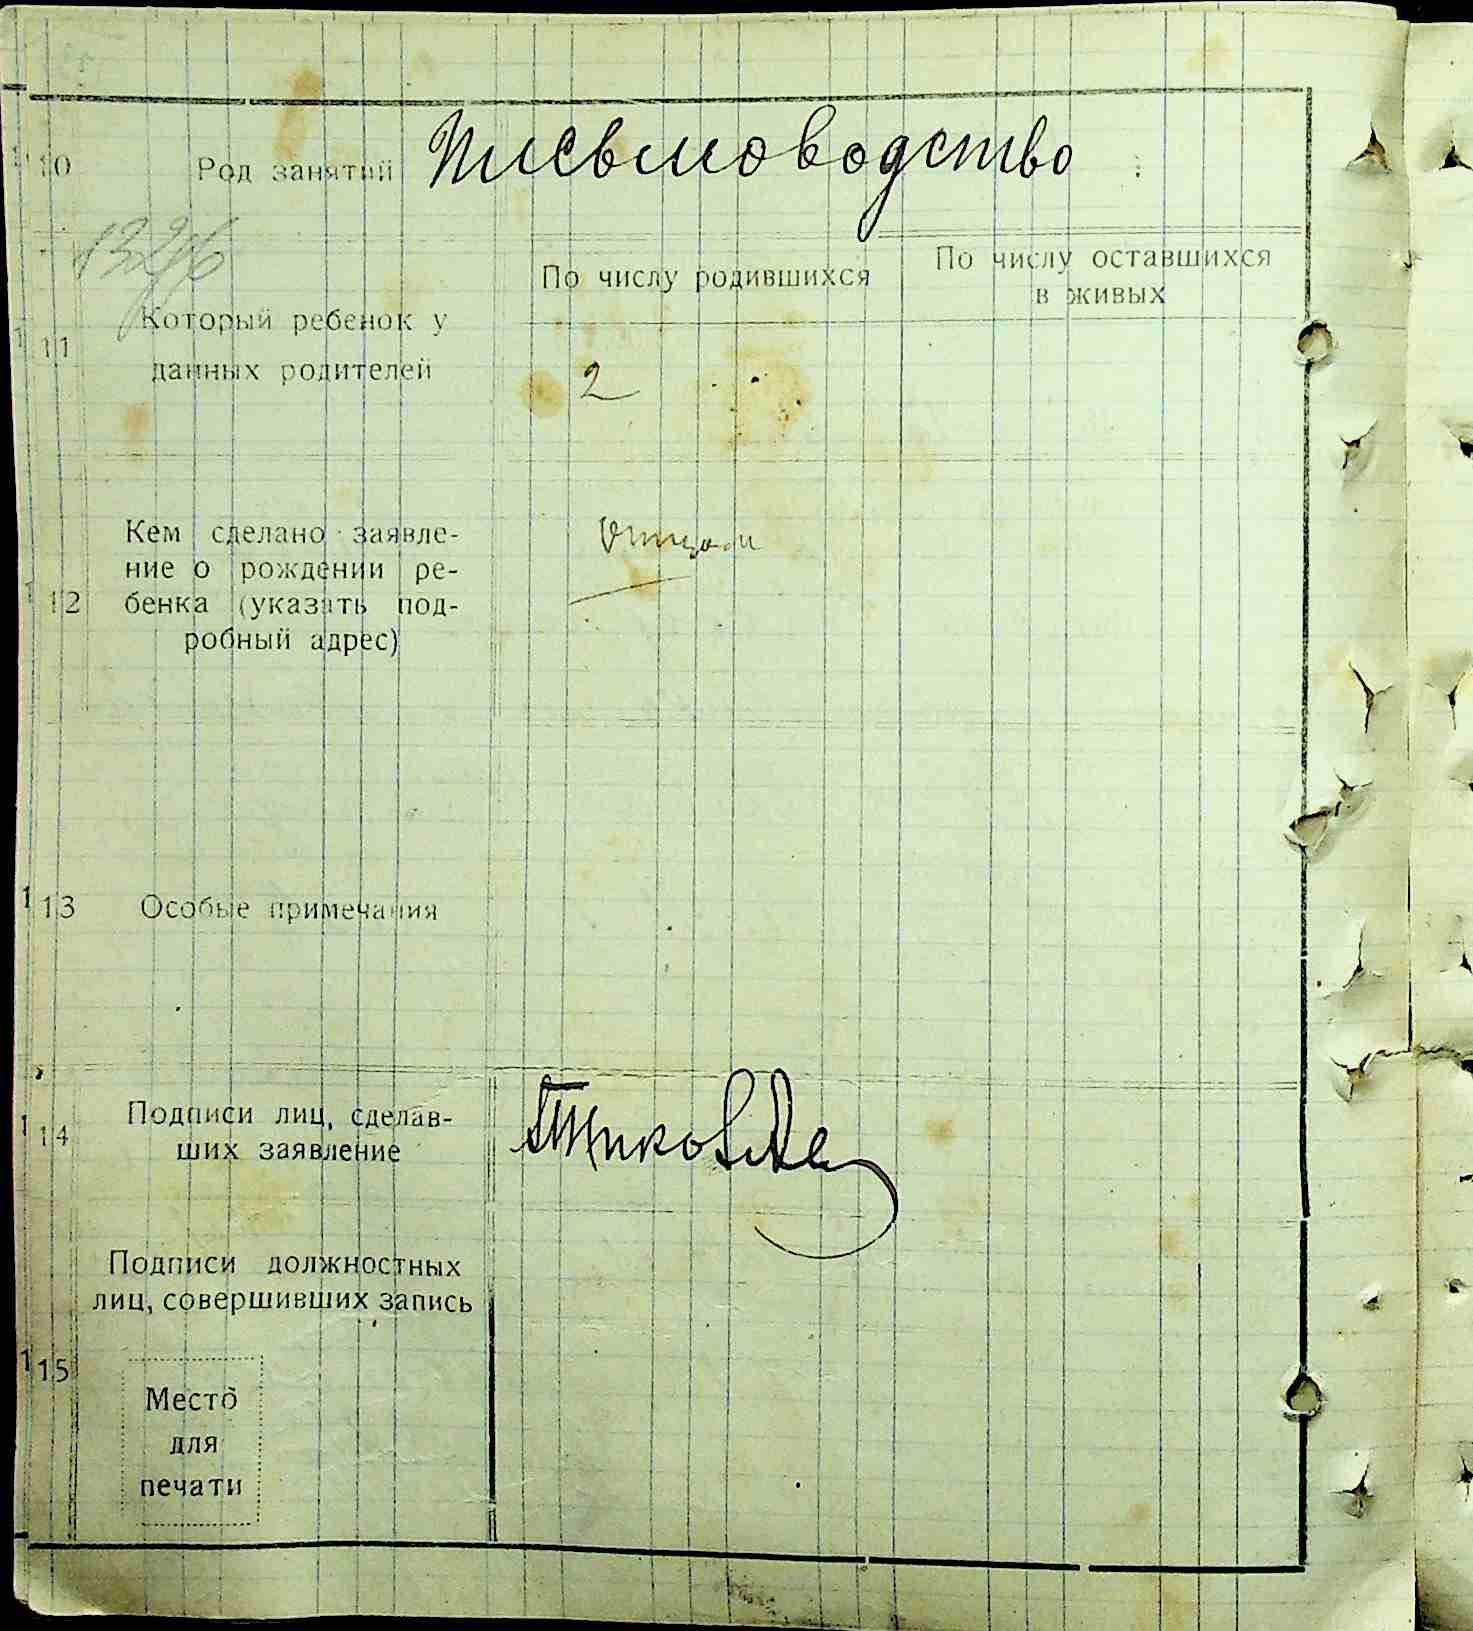 10 Род занятий Письмоводство
По числу родившихся
По числу оставшихся
в живых
11 Который ребенок у
данных родителей
2
12 Кем сделано заявле-
ние о рождении ре-
бенка (указать под-
робный адрес)
Отцом
13 Особые примечания
14 Подписи лиц, сделав-
ших заявление
Подписи должностных
лиц, совершивших запись
15
Место
для
печати